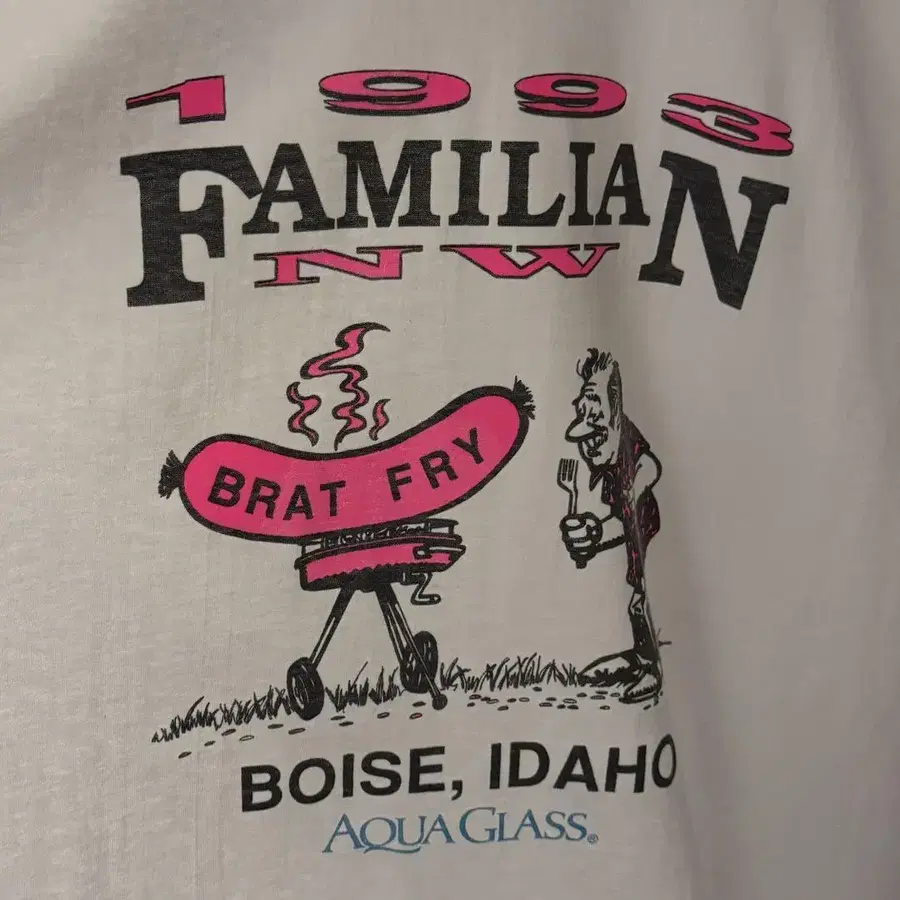 1993
FAMILIAN
NW
BRAT FRY
BOISE, IDAHO
AQUA GLASS®